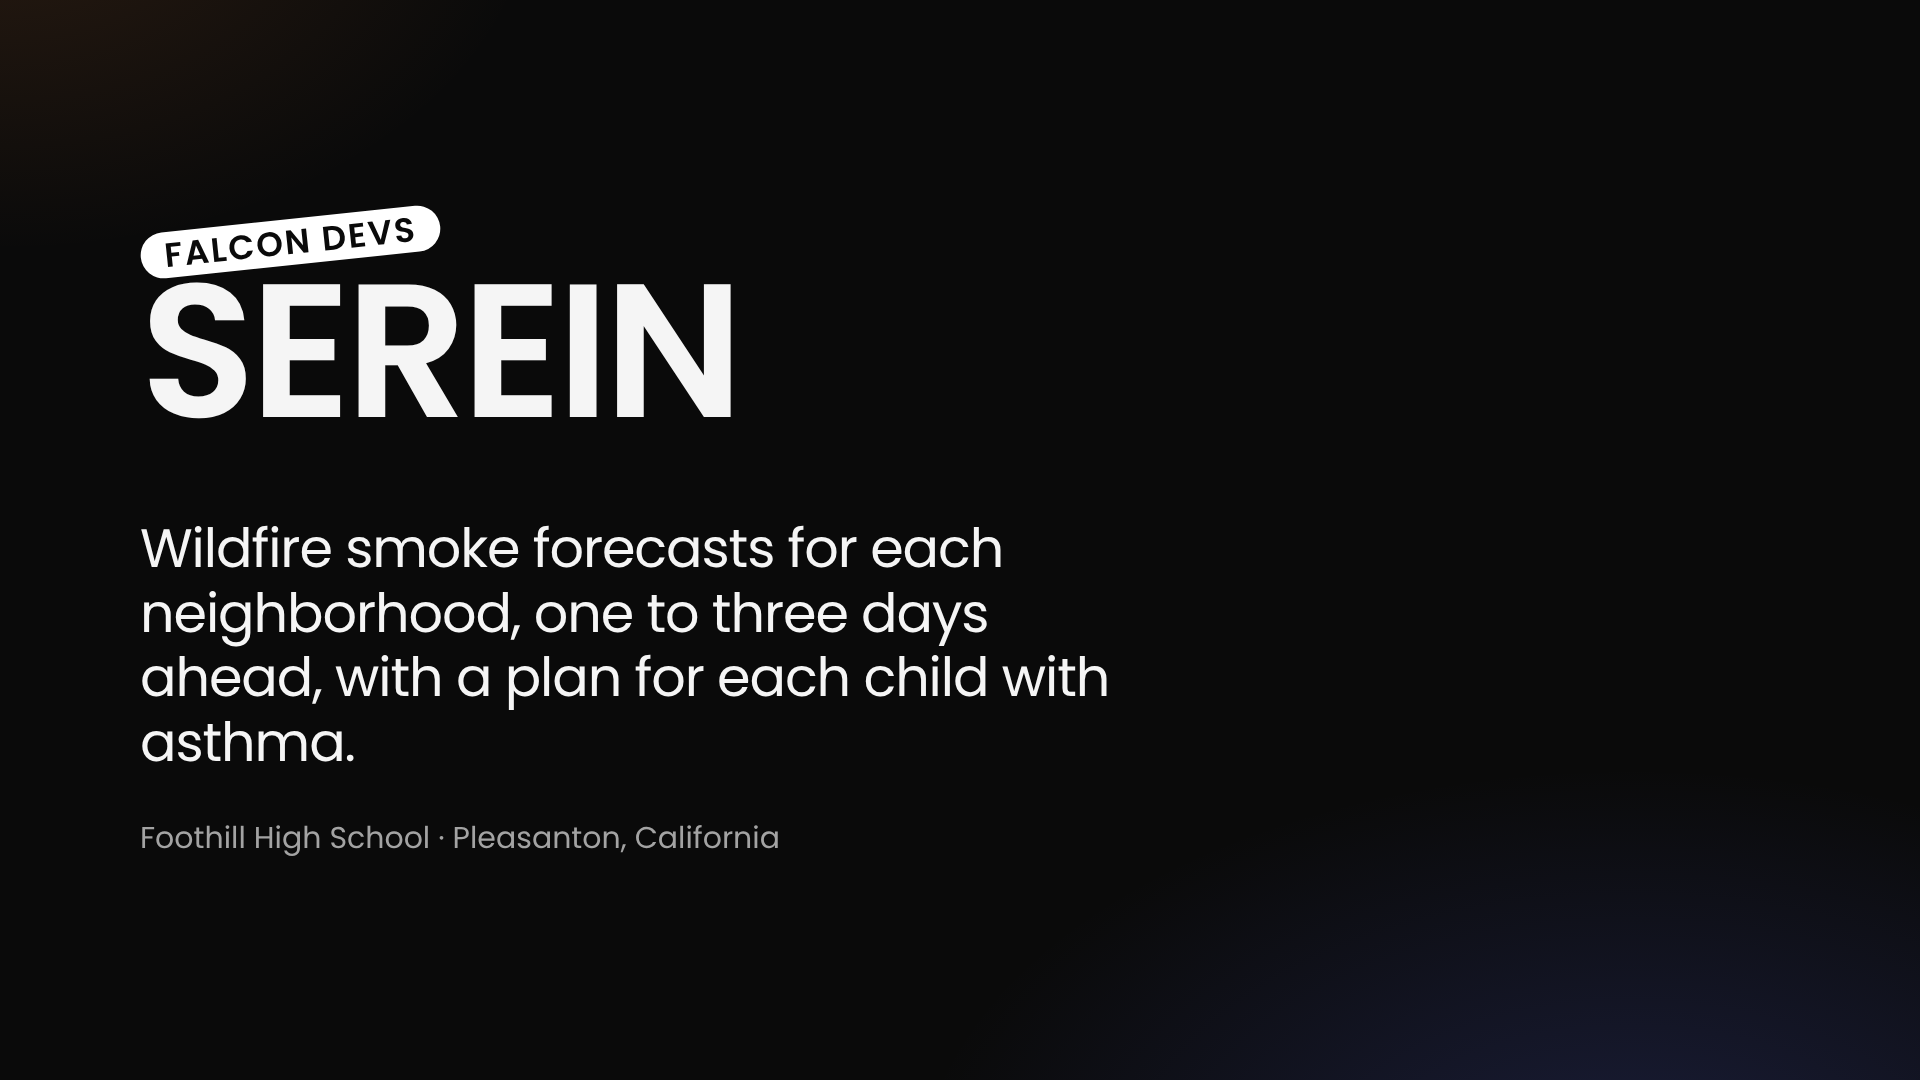 FALCON DEVS
SEREIN
Wildfire smoke forecasts for each
neighborhood, one to three days
ahead, with a plan for each child with
asthma.
Foothill High School · Pleasanton, California